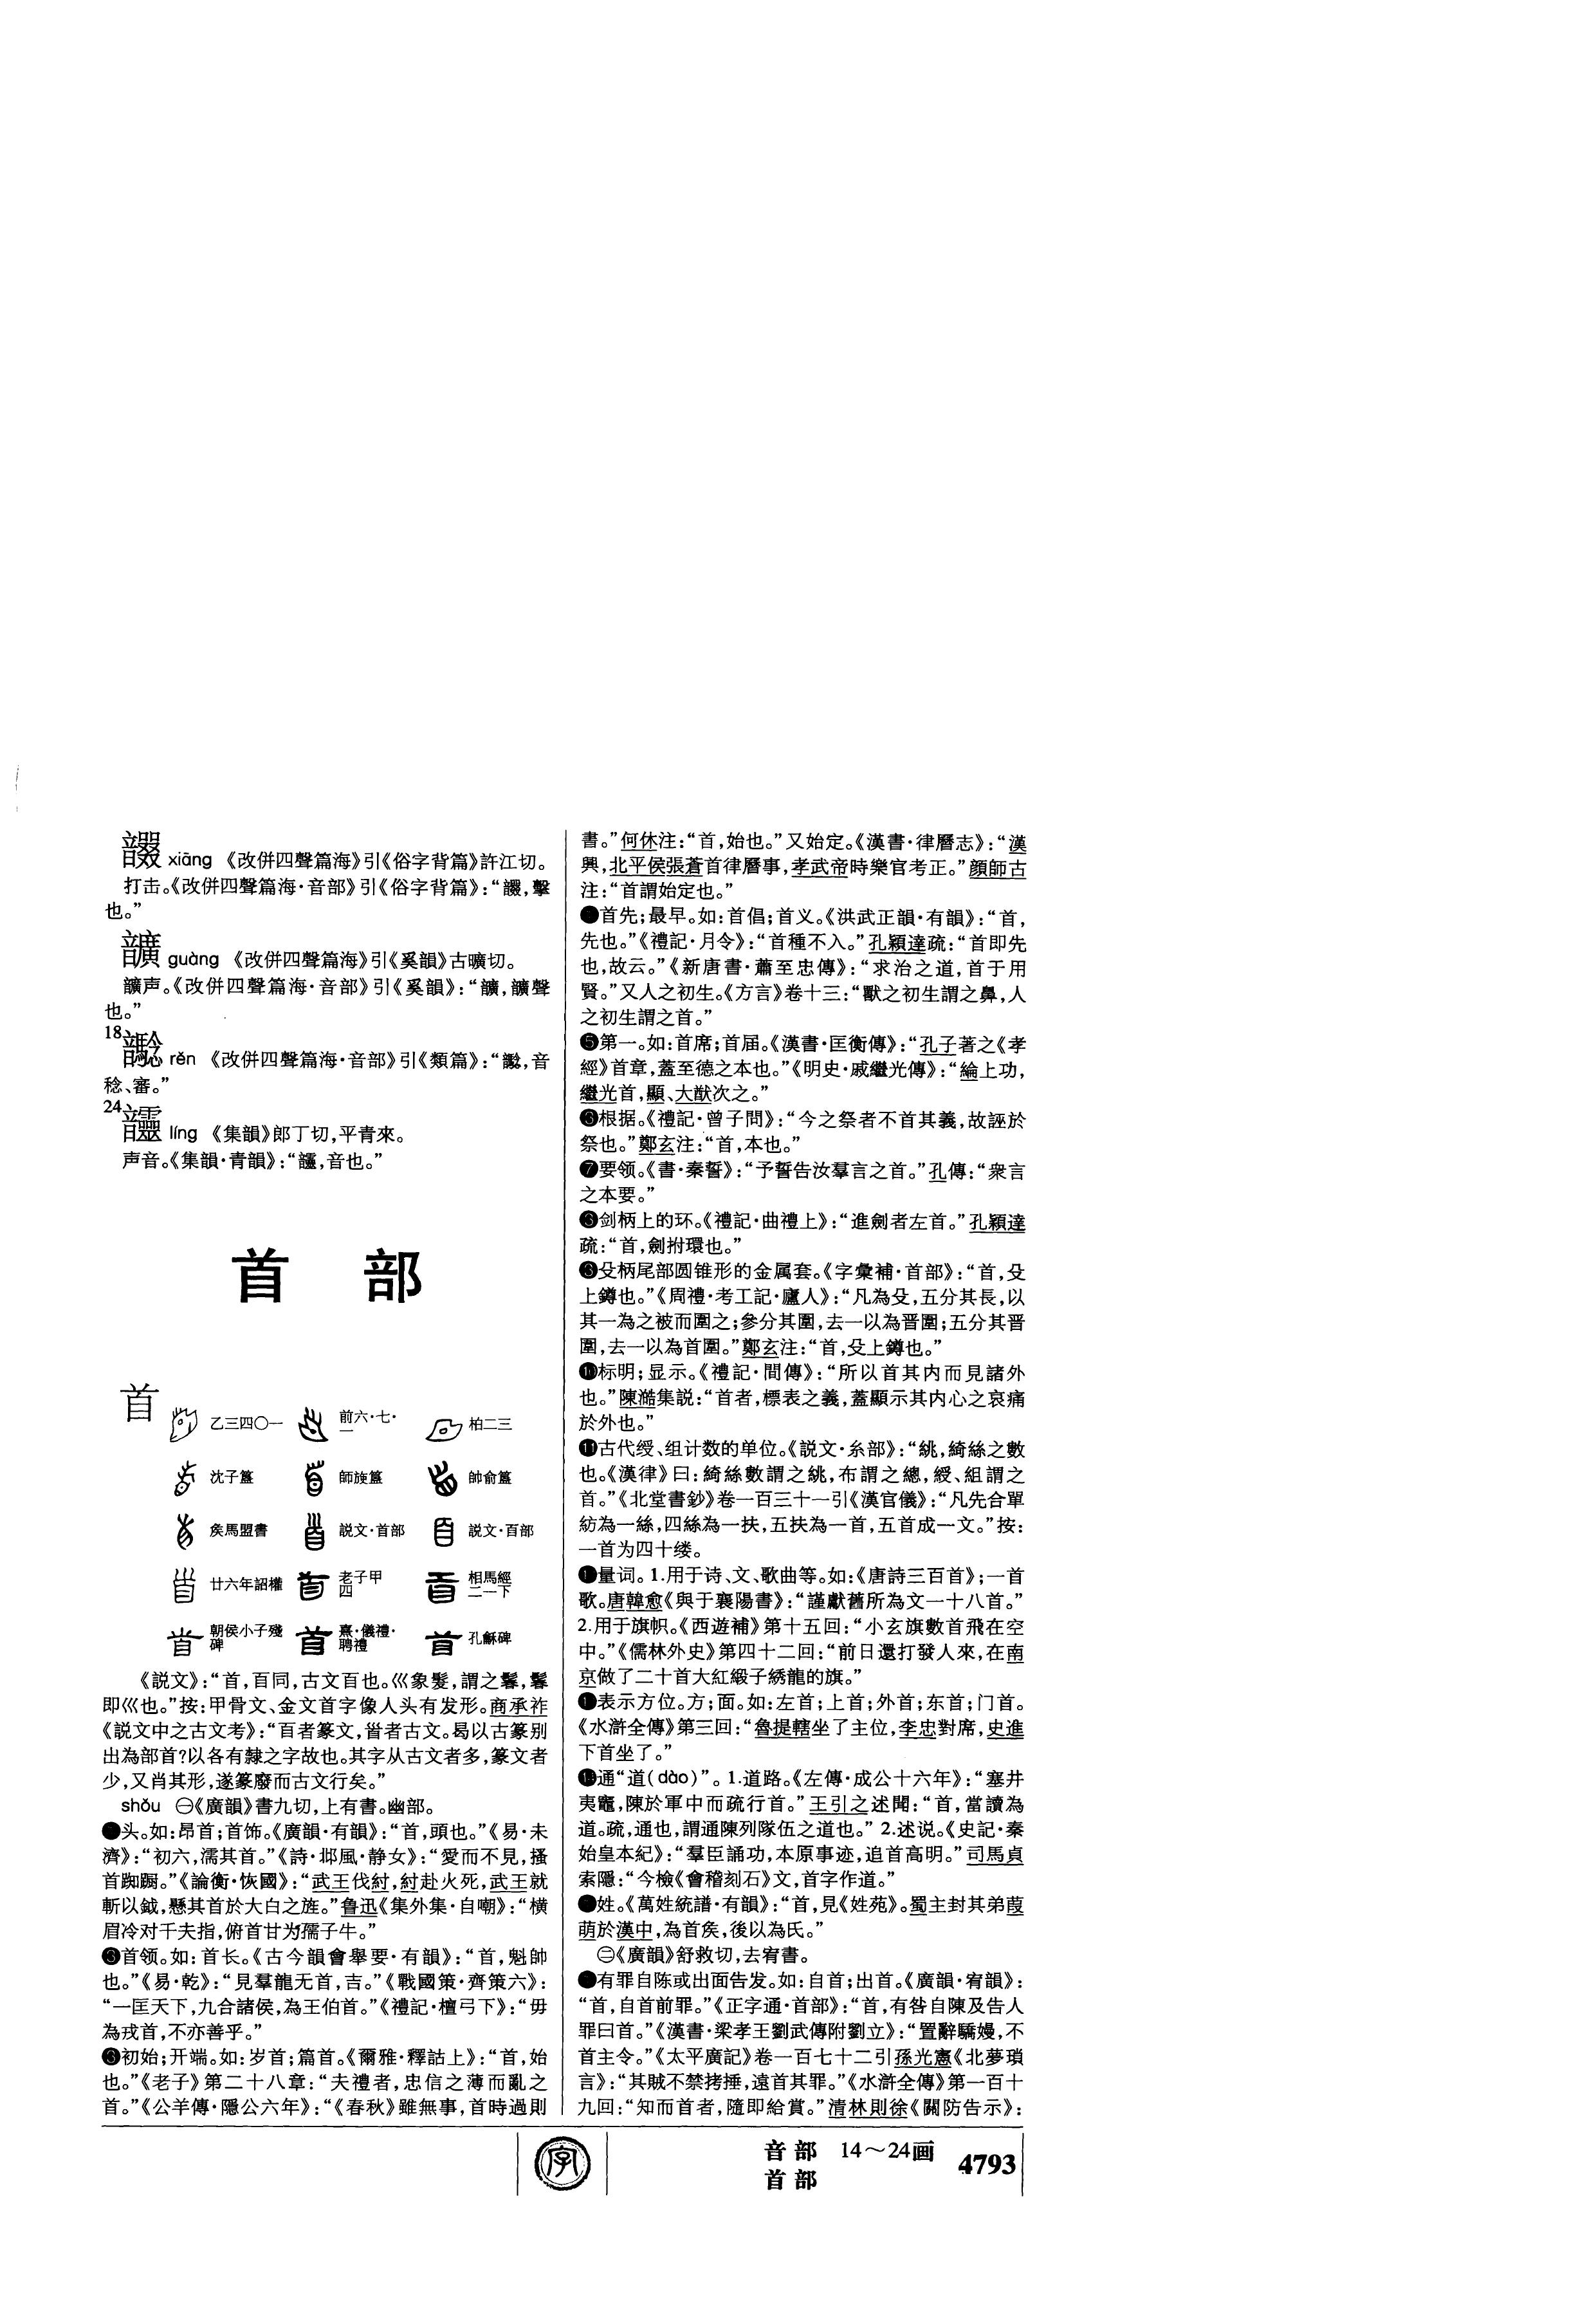 xiāng 《改併四聲篇海》引《俗字背篇》許江切。
打击。《改併四聲篇海·音部》引《俗字背篇》：“，擊
也。”
guàng 《改併四聲篇海》引《奚韻》古曠切。
声。《改併四聲篇海·音部》引《奚韻》：“，聲
也。”
18
rěn 《改併四聲篇海·音部》引《類篇》：“，音
稔、審。”
24
líng 《集韻》郎丁切，平青來。
声音。《集韻·青韻》：“，音也。”
首 部
首
乙三四〇一 前六·七·一 柏二三
沈子簋 師簋 帥俞簋
矦馬盟書 説文·首部 説文·𦣻部
廿六年詔權 老子甲四 相馬經二一下
朝侯小子殘碑 熹·儀禮·聘禮 孔龢碑
《説文》：“首，𦣻同，古文𦣻也。巛象髮，謂之鬊，鬊
即巛也。”按：甲骨文、金文首字像人头有发形。商承祚
《説文中之古文考》：“𦣻者篆文，𩠐者古文。曷以古篆别
出為部首？以各有隸之字故也。其字从古文者多，篆文者
少，又肖其形，遂篆廢而古文行矣。”
shǒu ㊀《廣韻》書九切，上有書。幽部。
头。如：昂首；首饰。《廣韻·有韻》：“首，頭也。”《易·未
濟》：“初六，濡其首。”《詩·邶風·静女》：“愛而不見，搔
首踟蹰。”《論衡·恢國》：“武王伐紂，紂赴火死，武王就
斬以鉞，懸其首於大白之旌。”鲁迅《集外集·自嘲》：“横
眉冷对千夫指，俯首甘为孺子牛。”
首领。如：首长。《古今韻會舉要·有韻》：“首，魁帥
也。”《易·乾》：“見羣龍无首，吉。”《戰國策·齊策六》：
“一匡天下，九合諸侯，為王伯首。”《禮記·檀弓下》：“毋
為戎首，不亦善乎。”
❸初始；开端。如：岁首；篇首。《爾雅·釋詁上》：“首，始
也。”《老子》第二十八章：“夫禮者，忠信之薄而亂之
首。”《公羊傳·隱公六年》：“《春秋》雖無事，首時過則
書。”何休注：“首，始也。”又始定。《漢書·律曆志》：“漢
興，北平侯張蒼首律曆事，孝武帝時樂官考正。”顔師古
注：“首謂始定也。”
首先；最早。如：首倡；首义。《洪武正韻·有韻》：“首，
先也。”《禮記·月令》：“首種不入。”孔穎達疏：“首即先
也，故云。”《新唐書·蕭至忠傳》：“求治之道，首于用
賢。”又人之初生。《方言》卷十三：“獸之初生謂之鼻，人
之初生謂之首。”
❺第一。如：首席；首届。《漢書·匡衡傳》：“孔子著之《孝
經》首章，蓋至德之本也。”《明史·戚繼光傳》：“綸上功，
繼光首，顯、大猷次之。”
根据。《禮記·曾子問》：“今之祭者不首其義，故誣於
祭也。”鄭玄注：“首，本也。”
❼要领。《書·秦誓》：“予誓告汝羣言之首。”孔傳：“衆言
之本要。”
剑柄上的环。《禮記·曲禮上》：“進劍者左首。”孔穎達
疏：“首，劍拊環也。”
殳柄尾部圆锥形的金属套。《字彙補·首部》：“首，殳
上鐏也。”《周禮·考工記·廬人》：“凡為殳，五分其長，以
其一為之被而圍之；參分其圍，去一以為晋圍；五分其晋
圍，去一以為首圍。”鄭玄注：“首，殳上鐏也。”
❿标明；显示。《禮記·間傳》：“所以首其内而見諸外
也。”陳澔集説：“首者，標表之義，蓋顯示其内心之哀痛
於外也。”
⓫古代绶、组计数的单位。《説文·糸部》：“絩，綺絲之數
也。《漢律》曰：綺絲數謂之絩，布謂之總，綬、組謂之
首。”《北堂書鈔》卷一百三十一引《漢官儀》：“凡先合單
紡為一絲，四絲為一扶，五扶為一首，五首成一文。”按：
一首为四十缕。
量词。1.用于诗、文、歌曲等。如：《唐詩三百首》；一首
歌。唐韓愈《與于襄陽書》：“謹獻舊所為文一十八首。”
2.用于旗帜。《西遊補》第十五回：“小玄旗數首飛在空
中。”《儒林外史》第四十二回：“前日還打發人來，在南
京做了二十首大紅緞子綉龍的旗。”
表示方位。方；面。如：左首；上首；外首；东首；门首。
《水滸全傳》第三回：“魯提轄坐了主位，李忠對席，史進
下首坐了。”
通“道（dào）”。1.道路。《左傳·成公十六年》：“塞井
夷竈，陳於軍中而疏行首。”王引之述聞：“首，當讀為
道。疏，通也，謂通陳列隊伍之道也。” 2.述说。《史記·秦
始皇本紀》：“羣臣誦功，本原事迹，追首高明。”司馬貞
索隱：“今檢《會稽刻石》文，首字作道。”
姓。《萬姓統譜·有韻》：“首，見《姓苑》。蜀主封其弟葭
萌於漢中，為首矦，後以為氏。”
㊁《廣韻》舒救切，去宥書。
有罪自陈或出面告发。如：自首；出首。《廣韻·宥韻》：
“首，自首前罪。”《正字通·首部》：“首，有咎自陳及告人
罪曰首。”《漢書·梁孝王劉武傳附劉立》：“置辭驕嫚，不
首主令。”《太平廣記》卷一百七十二引孫光憲《北夢瑣
言》：“其賊不禁拷捶，遠首其罪。”《水滸全傳》第一百十
九回：“知而首者，隨即給賞。”清林則徐《關防告示》：
字
音部 14～24画
首部
4793